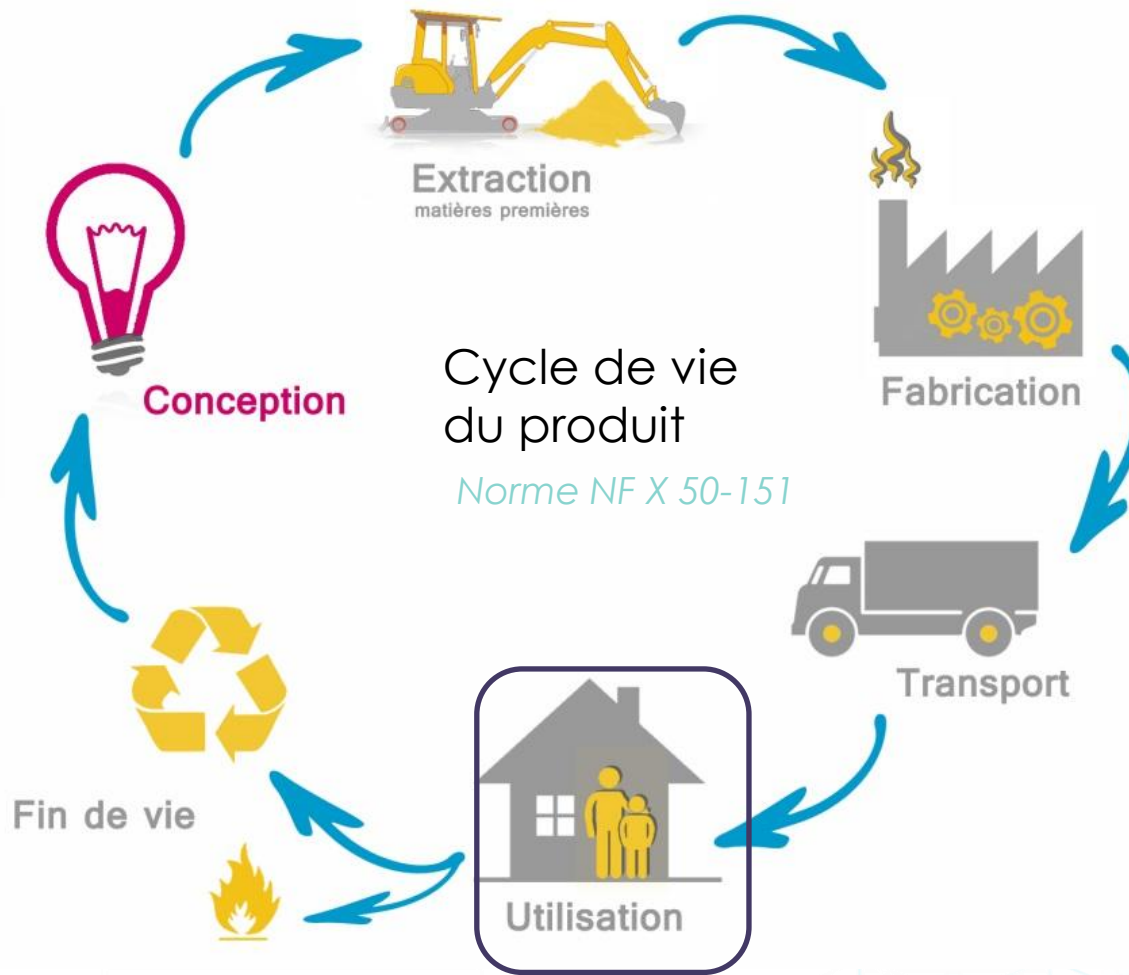 Extraction
matières premières
Fabrication
Cycle de vie
du produit
Norme NF X 50-151
Conception
Transport
Fin de vie
Utilisation